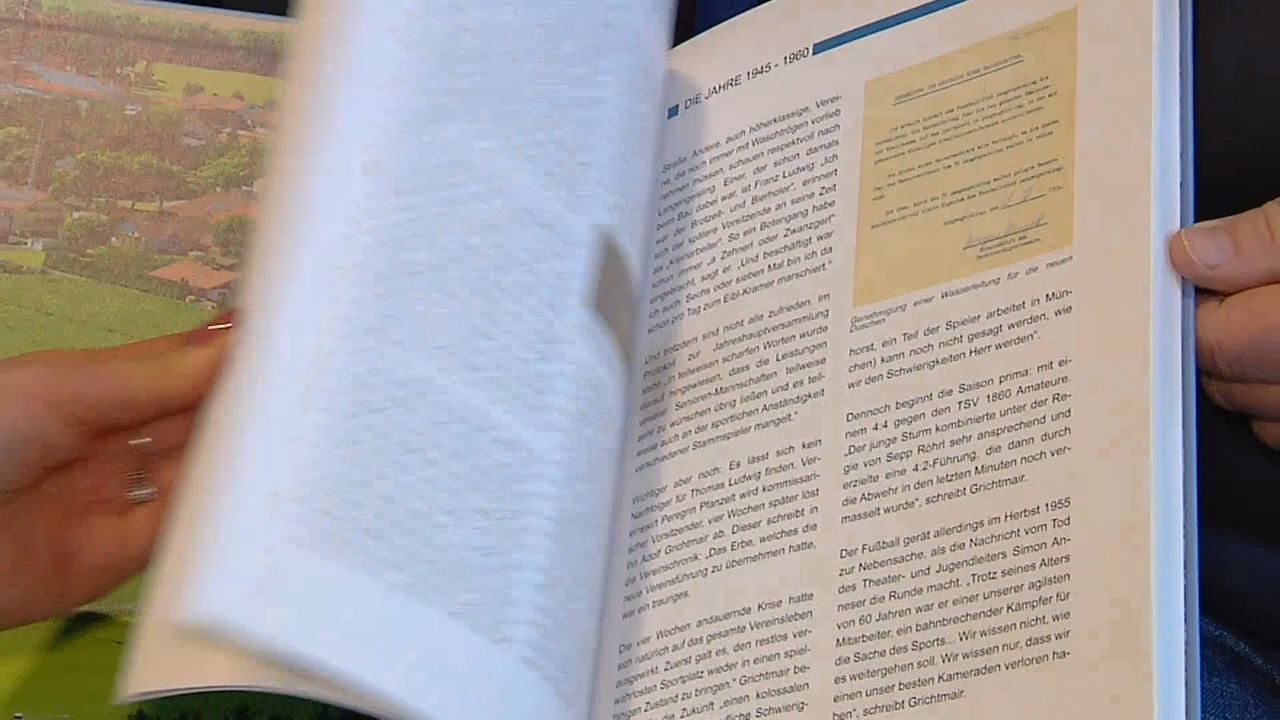 DIE JAHRE 1945 - 1960
Straße. Andere, auch höherklassige, Verei-
ne, die noch immer mit Waschtrögen vorlieb
nehmen müssen, schauen respektvoll nach
Langengeisling. Einer, der schon damals
beim Bau dabei war, ist Franz Ludwig: „Ich
war der Brotzeit- und Bierholer“, erinnert
sich der spätere Vorsitzende an seine Zeit
als „Kleinarbeiter“. So ein Botengang habe
schon immer „a Zehnerl oder Zwanzgerl“
eingebracht, sagt er. „Und beschäftigt war
ich auch. Sechs oder sieben Mal bin ich da
schon pro Tag zum Eibl-Kramer marschiert.“
Und trotzdem sind nicht alle zufrieden. Im
Protokoll zur Jahreshauptversammlung
steht: „In teilweisen scharfen Worten wurde
darauf hingewiesen, dass die Leistungen
unserer Senioren-Mannschaften teilweise
sehr zu wünschen übrig ließen und es teil-
weise auch an der sportlichen Anständigkeit
verschiedener Stammspieler mangelt.“
Wichtiger aber noch: Es lässt sich kein
Nachfolger für Thomas Ludwig finden. Ver-
einswirt Peregrin Pfanzelt wird kommissari-
scher Vorsitzender, vier Wochen später löst
ihn Adolf Grichtmair ab. Dieser schreibt in
die Vereinschronik: „Das Erbe, welches die
neue Vereinsführung zu übernehmen hatte,
war ein trauriges.
Die vier Wochen andauernde Krise hatte
sich natürlich auf das gesamte Vereinsleben
ausgewirkt. Zuerst galt es, den restlos ver-
wahrlosten Sportplatz wieder in einen spiel-
fähigen Zustand zu bringen.“ Grichtmair be-
die Zukunft „einen kolossalen
Schwierig-
Genehmigung einer Wasserleitung für die neuen
Duschen
horst, ein Teil der Spieler arbeitet in Mün-
chen) kann noch nicht gesagt werden, wie
wir den Schwierigkeiten Herr werden“.
Dennoch beginnt die Saison prima: mit ei-
nem 4:4 gegen den TSV 1860 Amateure.
„Der junge Sturm kombinierte unter der Re-
gie von Sepp Röhrl sehr ansprechend und
erzielte eine 4:2-Führung, die dann durch
die Abwehr in den letzten Minuten noch ver-
masselt wurde“, schreibt Grichtmair.
Der Fußball gerät allerdings im Herbst 1955
zur Nebensache, als die Nachricht vom Tod
des Theater- und Jugendleiters Simon An-
neser die Runde macht. „Trotz seines Alters
von 60 Jahren war er einer unserer agilsten
Mitarbeiter, ein bahnbrechender Kämpfer für
die Sache des Sports... Wir wissen nicht, wie
es weitergehen soll. Wir wissen nur, dass wir
einen unser besten Kameraden verloren ha-
ben“, schreibt Grichtmair.